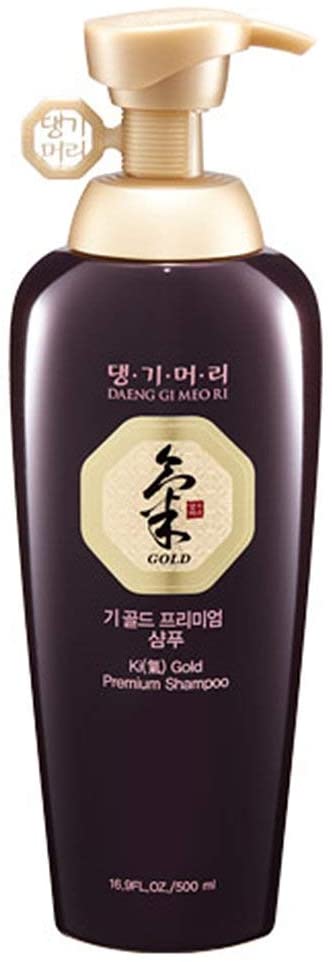 댕기
머리
댕·기·머·리
DAENG GI MEO RI
氣
GOLD
기 골드 프리미엄
샴푸
Ki(氣) Gold
Premium Shampoo
16.9FL,OZ,/500 ml